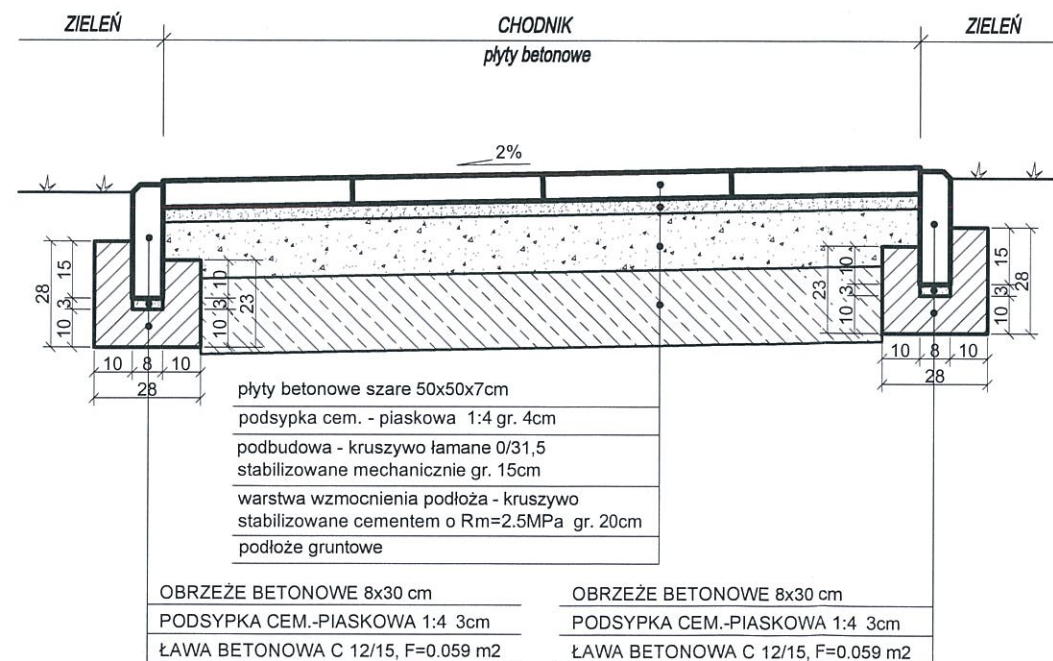 ZIELEŃ
CHODNIK
ZIELEŃ
płyty betonowe
2%
28
15
3
10
10
3
10
23
10
8
10
28
23
10
3
10
15
3
10
28
10
8
10
28
płyty betonowe szare 50x50x7cm
podsypka cem. - piaskowa 1:4 gr. 4cm
podbudowa - kruszywo łamane 0/31,5
stabilizowane mechanicznie gr. 15cm
warstwa wzmocnienia podłoża - kruszywo
stabilizowane cementem o Rm=2.5MPa gr. 20cm
podłoże gruntowe
OBRZEŻE BETONOWE 8x30 cm
PODSYPKA CEM.-PIASKOWA 1:4 3cm
ŁAWA BETONOWA C 12/15, F=0.059 m2
OBRZEŻE BETONOWE 8x30 cm
PODSYPKA CEM.-PIASKOWA 1:4 3cm
ŁAWA BETONOWA C 12/15, F=0.059 m2